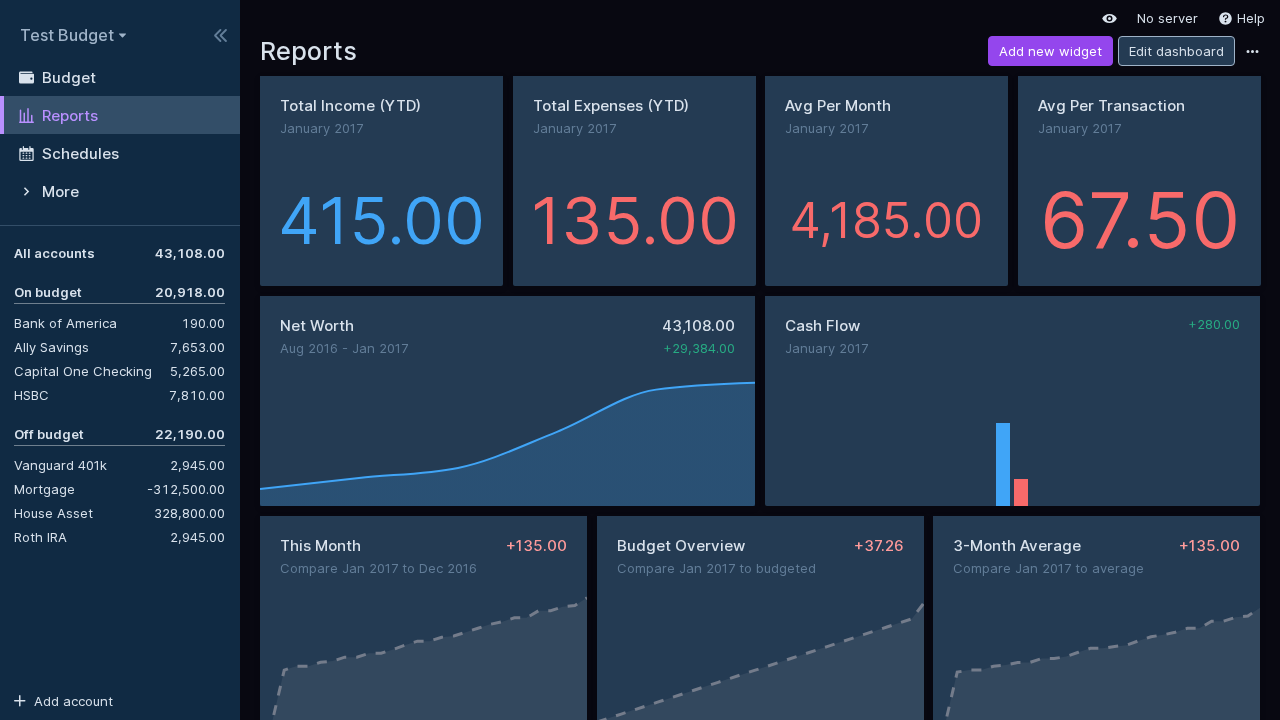 Test Budget
Budget
Reports
Schedules
More
All accounts 43,108.00
On budget 20,918.00
Bank of America 190.00
Ally Savings 7,653.00
Capital One Checking 5,265.00
HSBC 7,810.00
Off budget 22,190.00
Vanguard 401k 2,945.00
Mortgage -312,500.00
House Asset 328,800.00
Roth IRA 2,945.00
Add account
No server
Help
Reports
Add new widget
Edit dashboard
Total Income (YTD)
January 2017
415.00
Total Expenses (YTD)
January 2017
135.00
Avg Per Month
January 2017
4,185.00
Avg Per Transaction
January 2017
67.50
Net Worth 43,108.00
Aug 2016 - Jan 2017 +29,384.00
Cash Flow +280.00
January 2017
This Month +135.00
Compare Jan 2017 to Dec 2016
Budget Overview +37.26
Compare Jan 2017 to budgeted
3-Month Average +135.00
Compare Jan 2017 to average